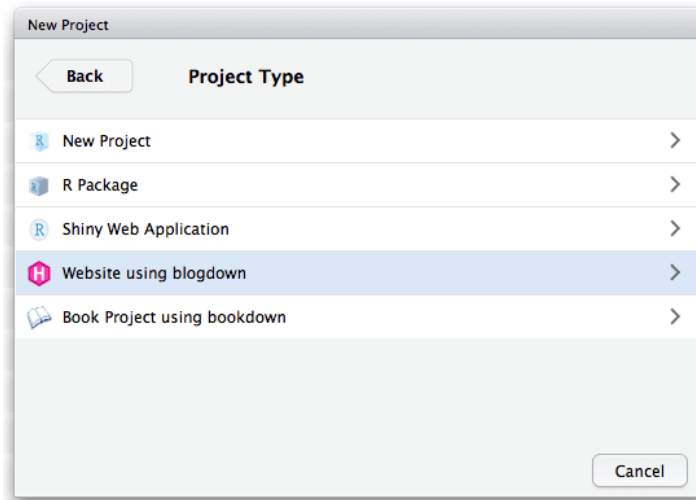 New Project
Back
Project Type
New Project
R Package
Shiny Web Application
Website using blogdown
Book Project using bookdown
Cancel